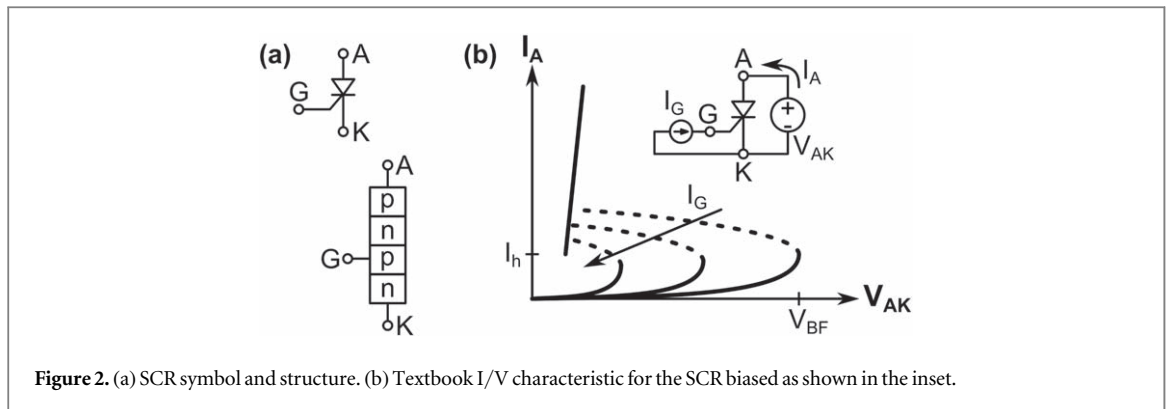 (a)
A
G
K
A
p
n
G
p
n
K
(b)
I_A
A
I_A
I_G
G
+
-
V_AK
K
I_G
I_h
V_AK
V_BF
Figure 2. (a) SCR symbol and structure. (b) Textbook I/V characteristic for the SCR biased as shown in the inset.